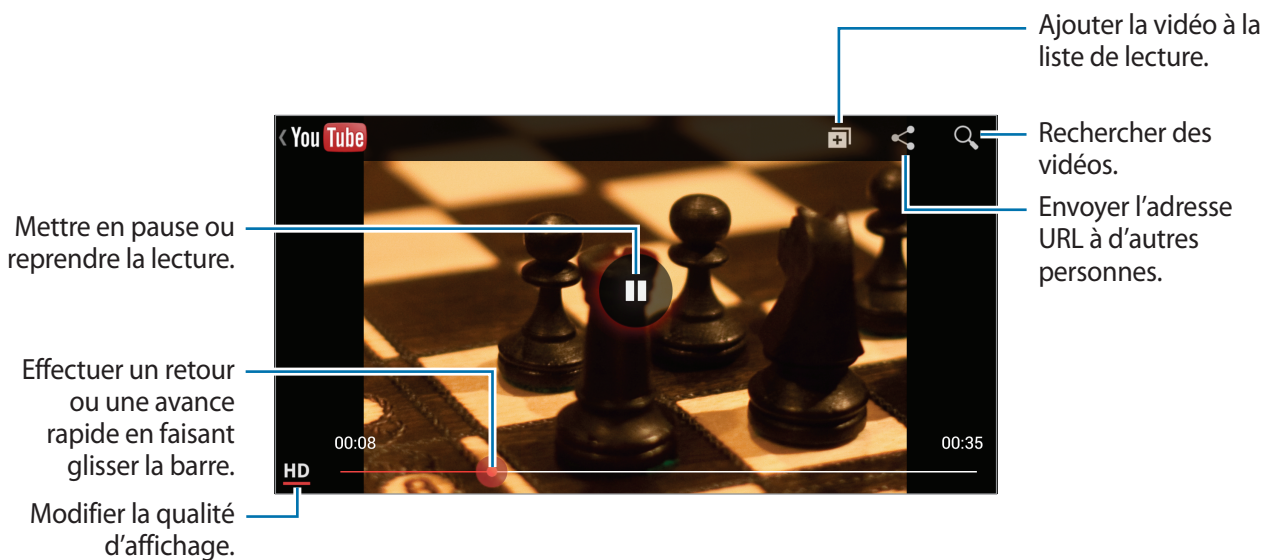 Ajouter la vidéo à la
liste de lecture.
You Tube
Rechercher des
vidéos.
Envoyer l'adresse
URL à d'autres
personnes.
Mettre en pause ou
reprendre la lecture.
Effectuer un retour
ou une avance
rapide en faisant
glisser la barre.
00:08
00:35
HD
Modifier la qualité
d'affichage.